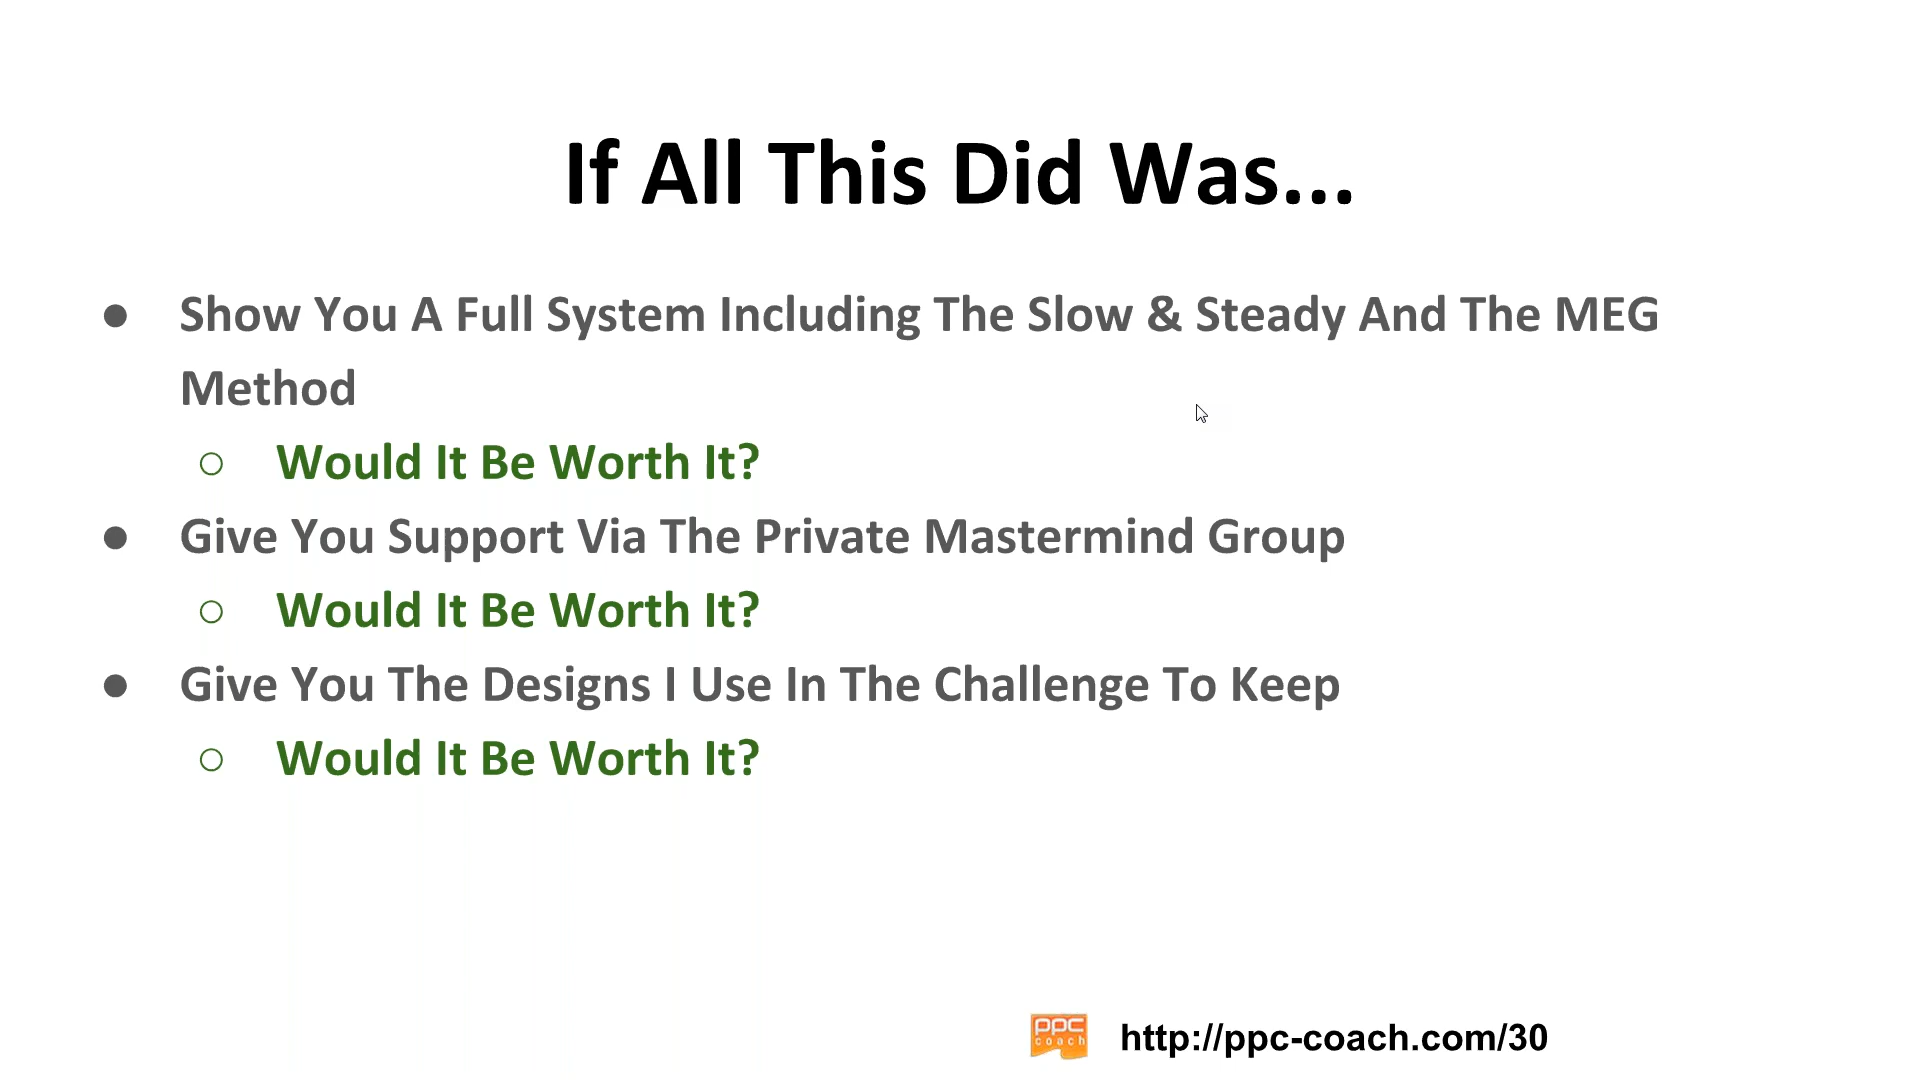 If All This Did Was...
● Show You A Full System Including The Slow & Steady And The MEG
Method
○ Would It Be Worth It?
● Give You Support Via The Private Mastermind Group
○ Would It Be Worth It?
● Give You The Designs I Use In The Challenge To Keep
○ Would It Be Worth It?
ppc
coach
http://ppc-coach.com/30